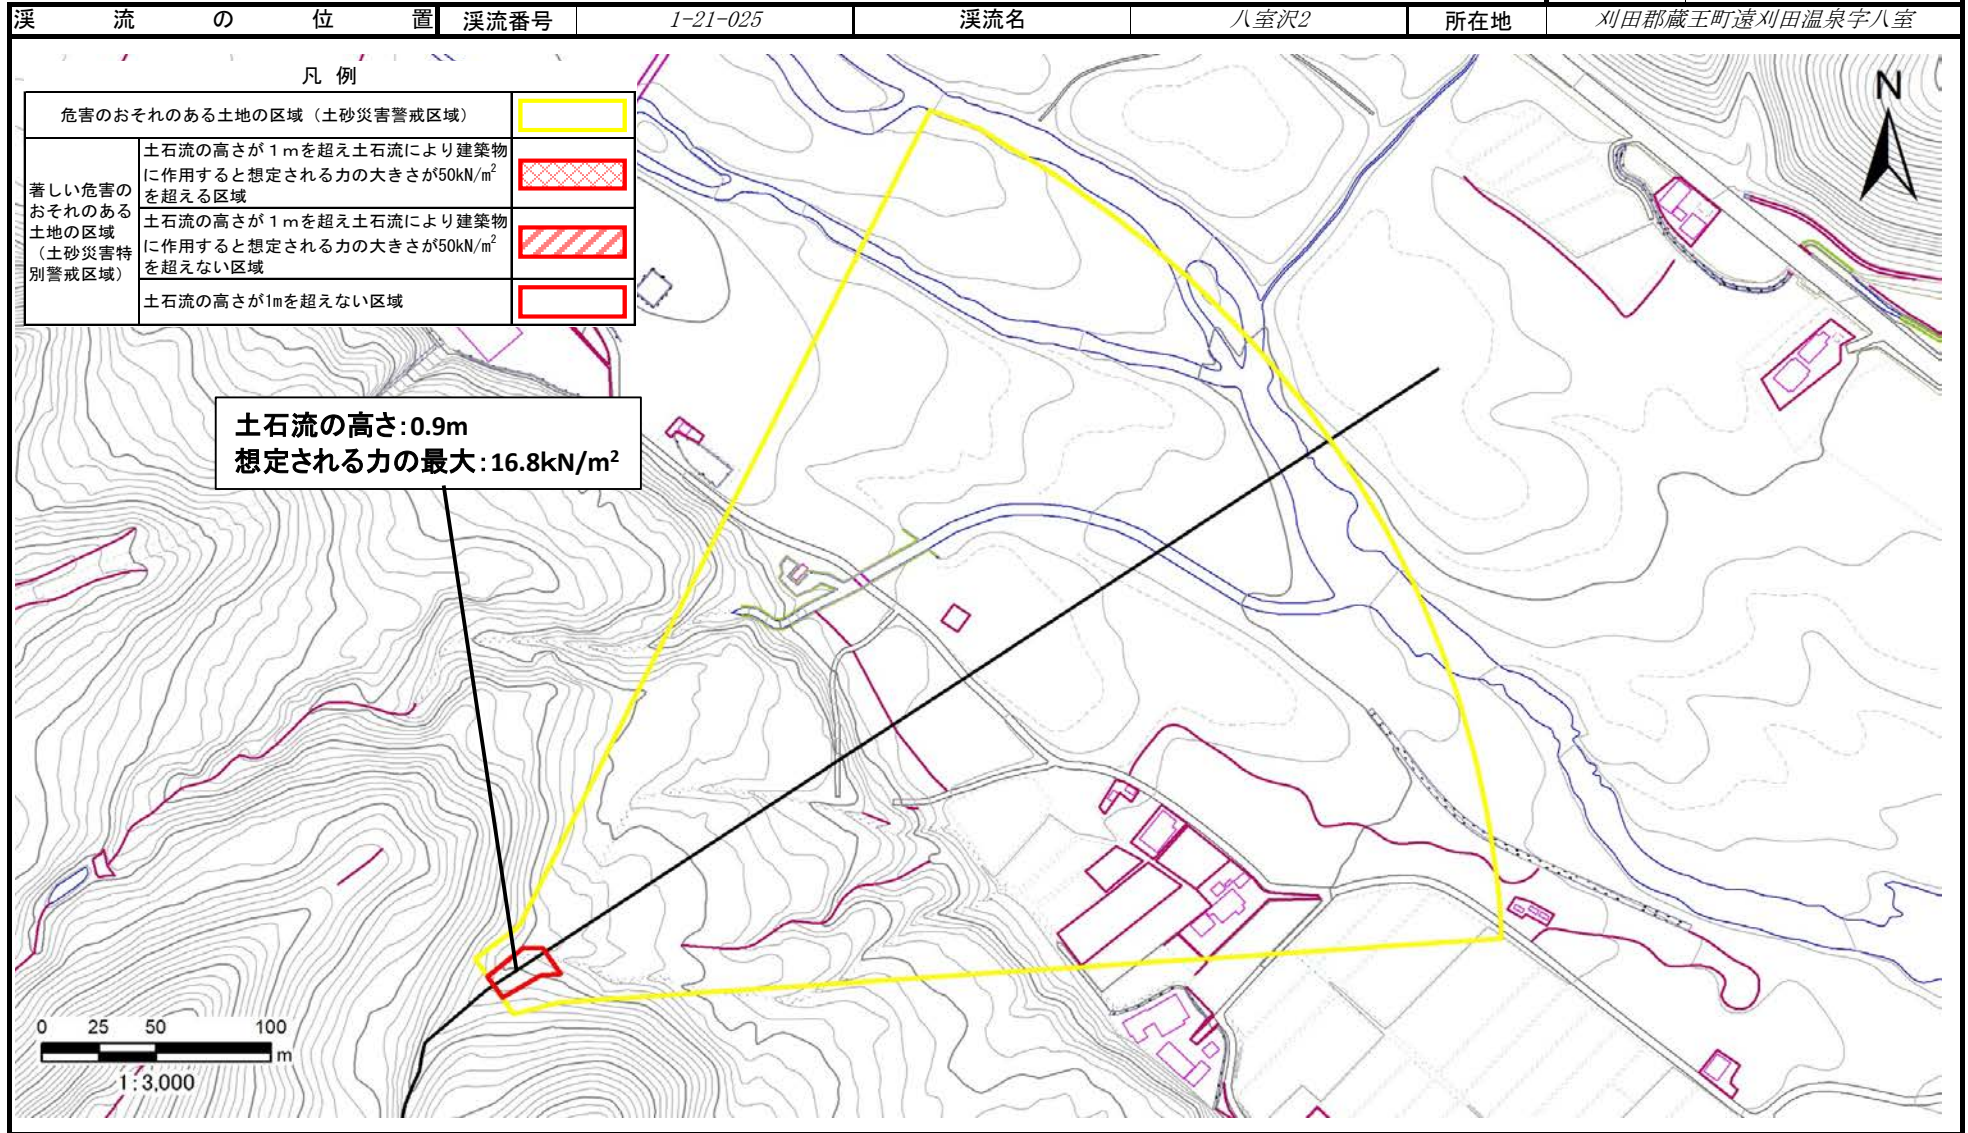 渓流の位置 渓流番号 1-21-025 渓流名 八室沢2 所在地 刈田郡蔵王町遠刈田温泉字八室
凡 例
危害のおそれのある土地の区域（土砂災害警戒区域）
著しい危害の
おそれのある
土地の区域
（土砂災害特
別警戒区域）
土石流の高さが１ｍを超え土石流により建築物
に作用すると想定される力の大きさが50kN/㎡
を超える区域
土石流の高さが１ｍを超え土石流により建築物
に作用すると想定される力の大きさが50kN/㎡
を超えない区域
土石流の高さが1mを超えない区域
N
土石流の高さ:0.9m
想定される力の最大:16.8kN/m²
0 25 50 100
m
1:3,000